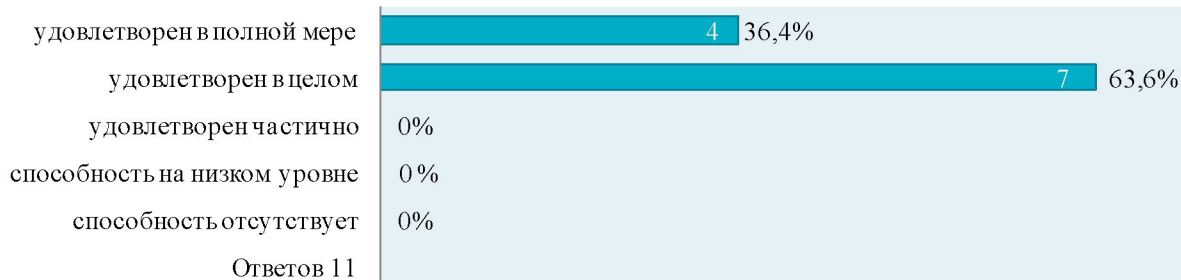 удовлетворен в полной мере 4 36,4%
удовлетворен в целом 7 63,6%
удовлетворен частично 0%
способность на низком уровне 0%
способность отсутствует 0%
Ответов 11